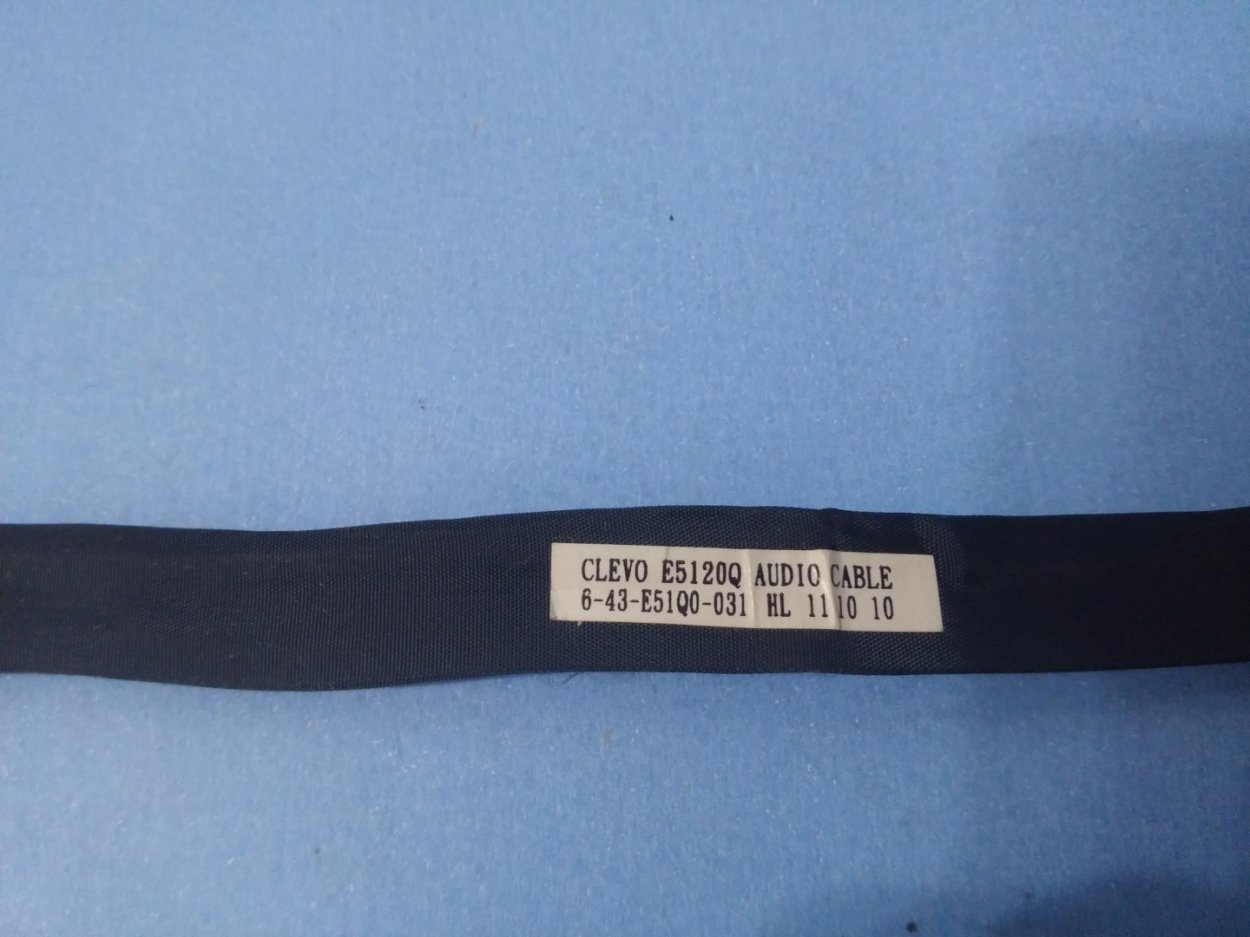 CLEVO E5120Q AUDIO CABLE
6-43-E51Q0-031 HL 11 10 10